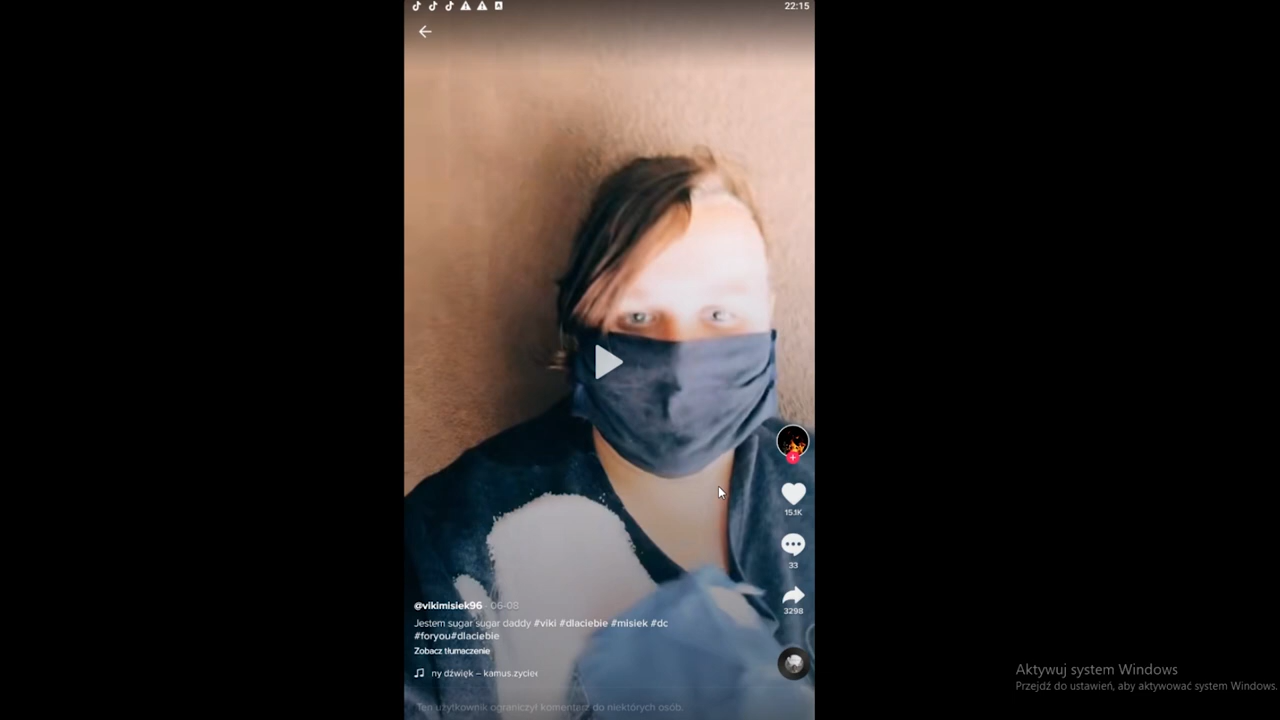 22:15
15.1K
33
3298
@vikimisiek96 · 06-08
Jestem sugar sugar daddy #viki #dlaciebie #misiek #dc
#foryou#dlaciebie
Zobacz tłumaczenie
ny dźwięk – kamus.zycie
Ten użytkownik ograniczył komentarz do niektórych osób.
Aktywuj system Windows
Przejdź do ustawień, aby aktywować system Windows.